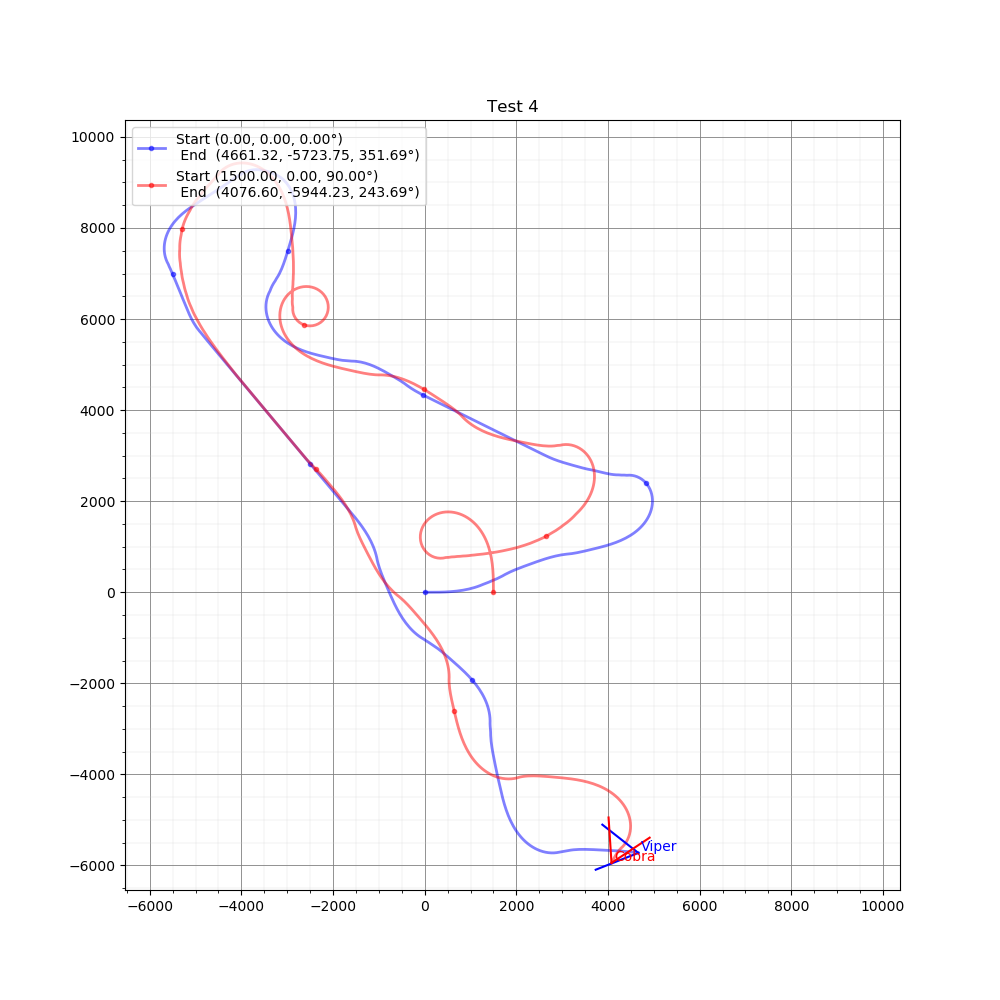 Test 4
Start (0.00, 0.00, 0.00°)
End (4661.32, -5723.75, 351.69°)
Start (1500.00, 0.00, 90.00°)
End (4076.60, -5944.23, 243.69°)
10000
8000
6000
4000
2000
0
−2000
−4000
−6000
Viper
Cobra
−6000 −4000 −2000 0 2000 4000 6000 8000 10000